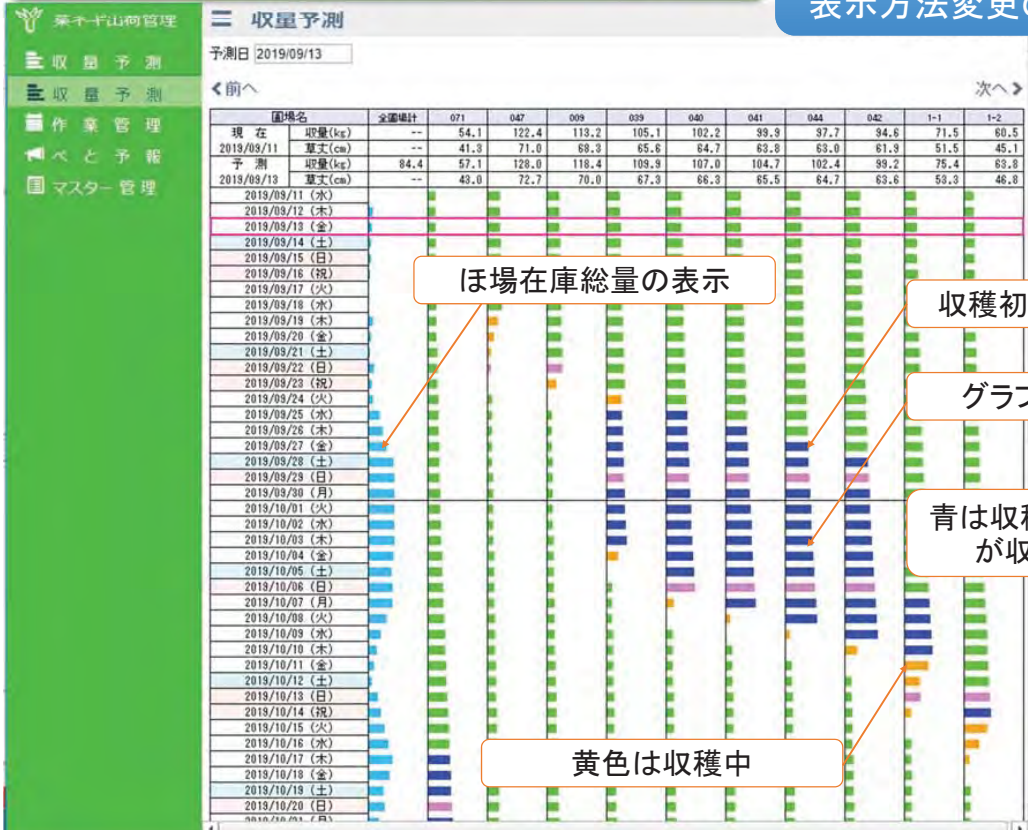 表示方法変更の
葉ネギ出荷管理
収量予測
収量予測
作業管理
べと予報
マスター管理
収量予測
予測日 2019/09/13
前へ
次へ
圃場名 全圃場計 071 047 009 039 040 041 044 042 1-1 1-2
現在 収量(kg) -- 54.1 122.4 113.2 105.1 102.2 99.9 97.7 94.6 71.5 60.5
2019/09/11 草丈(cm) -- 41.3 71.0 68.3 65.6 64.7 63.8 63.0 61.9 51.5 45.1
予測 収量(kg) 84.4 57.1 128.0 118.4 109.9 107.0 104.7 102.4 99.2 75.4 63.8
2019/09/13 草丈(cm) -- 43.0 72.7 70.0 67.3 66.3 65.5 64.7 63.6 53.3 46.8
2019/09/11 (水)
2019/09/12 (木)
2019/09/13 (金)
2019/09/14 (土)
2019/09/15 (日)
2019/09/16 (祝)
2019/09/17 (火)
2019/09/18 (水)
2019/09/19 (木)
2019/09/20 (金)
2019/09/21 (土)
2019/09/22 (日)
2019/09/23 (祝)
2019/09/24 (火)
2019/09/25 (水)
2019/09/26 (木)
2019/09/27 (金)
2019/09/28 (土)
2019/09/29 (日)
2019/09/30 (月)
2019/10/01 (火)
2019/10/02 (水)
2019/10/03 (木)
2019/10/04 (金)
2019/10/05 (土)
2019/10/06 (日)
2019/10/07 (月)
2019/10/08 (火)
2019/10/09 (水)
2019/10/10 (木)
2019/10/11 (金)
2019/10/12 (土)
2019/10/13 (日)
2019/10/14 (祝)
2019/10/15 (火)
2019/10/16 (水)
2019/10/17 (木)
2019/10/18 (金)
2019/10/19 (土)
2019/10/20 (日)
2019/10/21 (月)
ほ場在庫総量の表示
収穫初
グラフ
青は収穫
が収
黄色は収穫中